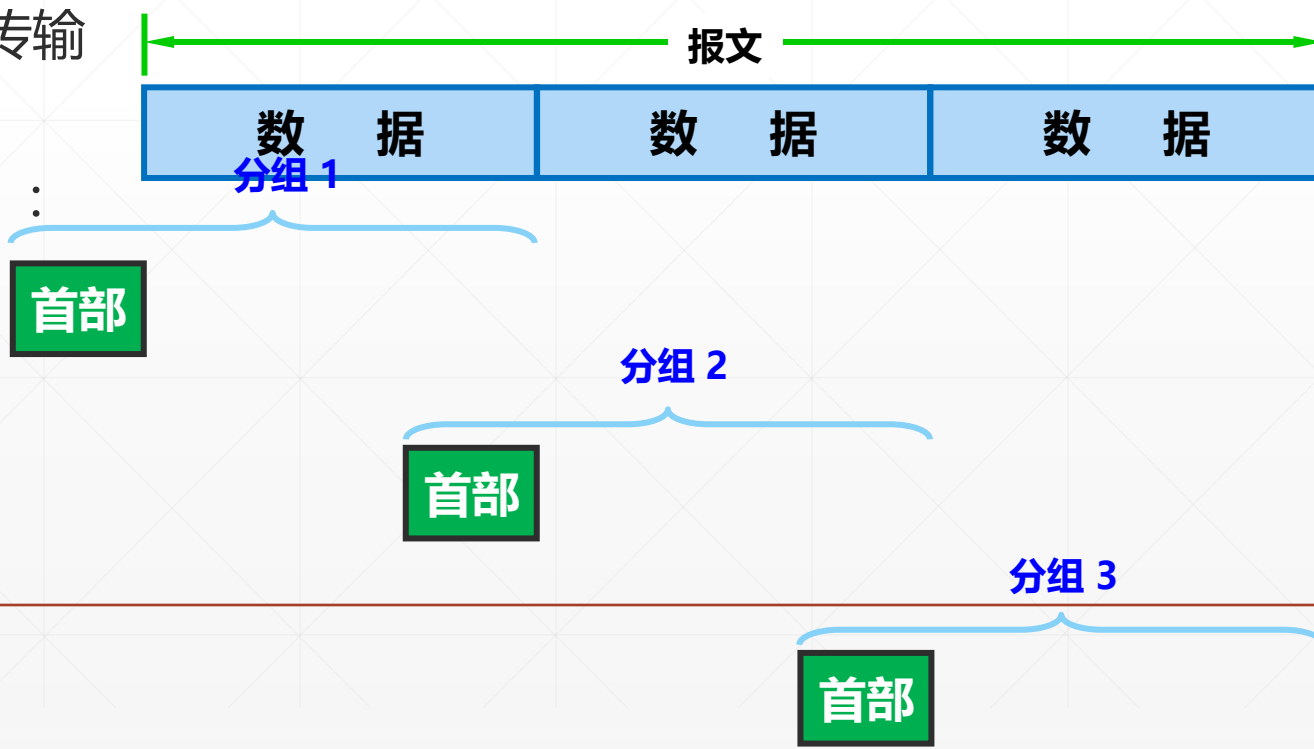 传输
报文
数 据 数 据 数 据
分组 1
:
首部
分组 2
首部
分组 3
首部